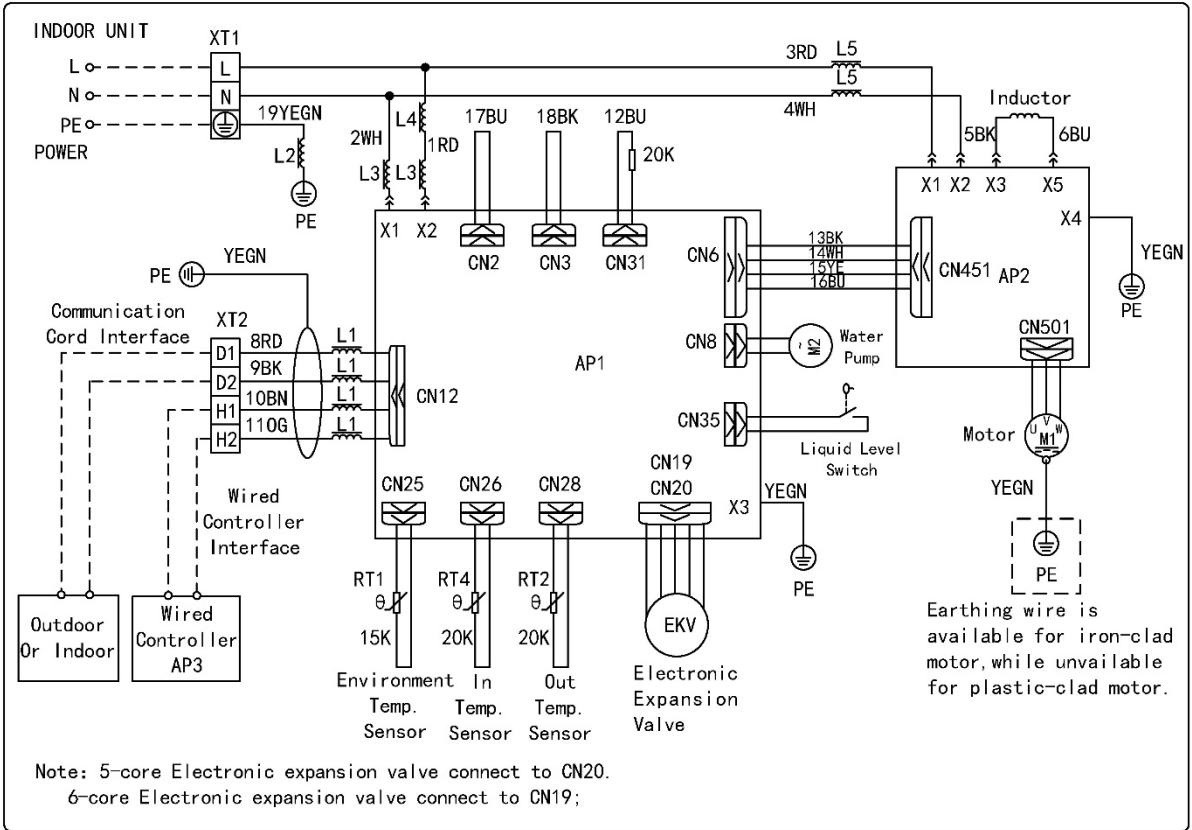 INDOOR UNIT
XT1
L
L
N
N
PE
POWER
19YEGN
L2
PE
2WH
L3
L4
1RD
L3
17BU
18BK
12BU
20K
3RD
L5
L5
4WH
Inductor
5BK
6BU
X1 X2
CN2
CN3
CN31
X1 X2 X3 X5
X4
YEGN
PE
PE
YEGN
Communication
Cord Interface
XT2
D1
D2
H1
H2
8RD
9BK
10BN
11OG
L1
L1
L1
L1
CN12
AP1
CN6
13BK
14WH
15YE
16BU
CN451
AP2
CN8
M2
Water
Pump
CN501
CN35
Liquid Level
Switch
Motor
U V W
M1
YEGN
PE
Earthing wire is
available for iron-clad
motor,while unvailable
for plastic-clad motor.
Wired
Controller
Interface
Outdoor
Or Indoor
Wired
Controller
AP3
CN25
CN26
CN28
CN19
CN20
X3
YEGN
PE
RT1
θ
15K
RT4
θ
20K
RT2
θ
20K
EKV
Environment
Temp.
Sensor
In
Temp.
Sensor
Out
Temp.
Sensor
Electronic
Expansion
Valve
Note: 5-core Electronic expansion valve connect to CN20.
6-core Electronic expansion valve connect to CN19;